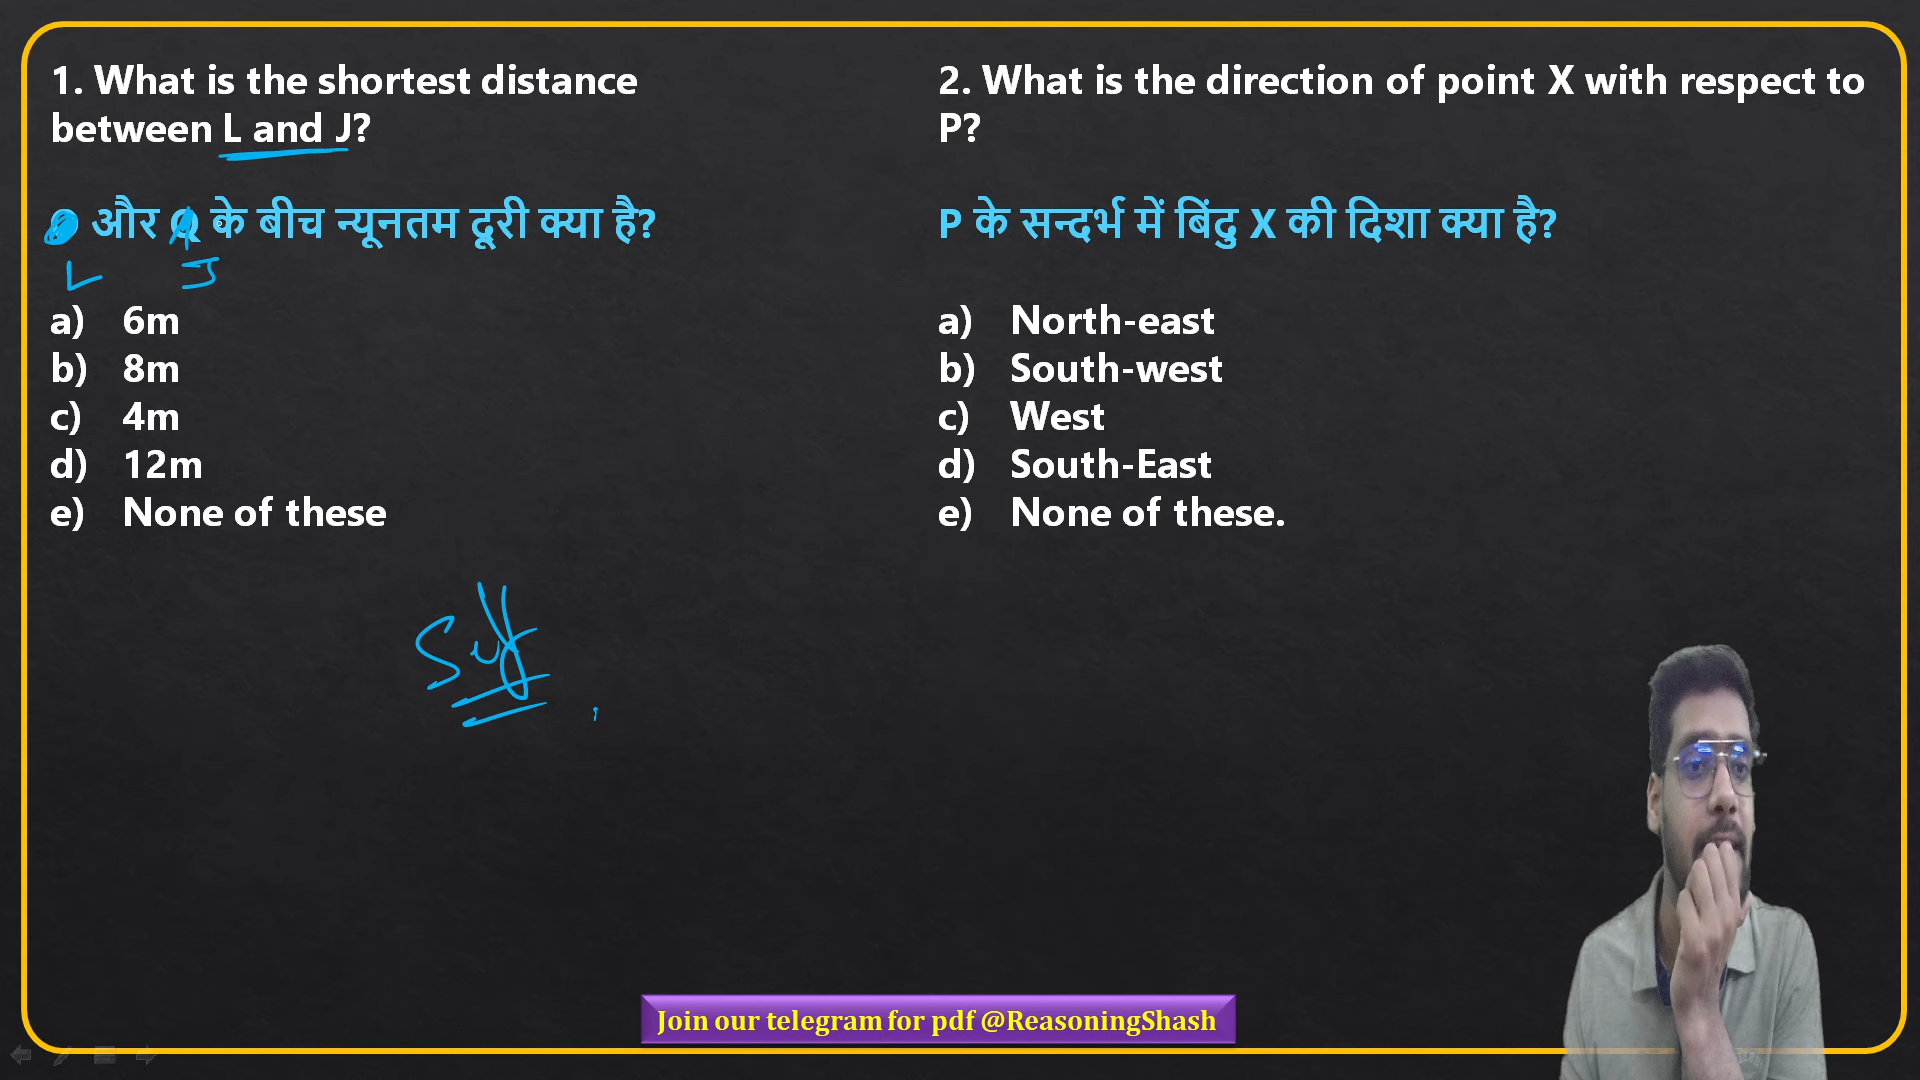 1. What is the shortest distance
between L and J?
और Q के बीच न्यूनतम दूरी क्या है?
L J
a) 6m
b) 8m
c) 4m
d) 12m
e) None of these
2. What is the direction of point X with respect to
P?
P के सन्दर्भ में बिंदु X की दिशा क्या है?
a) North-east
b) South-west
c) West
d) South-East
e) None of these.
Join our telegram for pdf @ReasoningShash